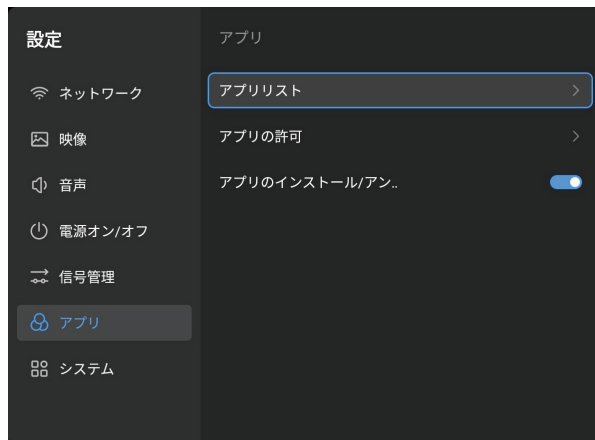 設定
ネットワーク
映像
音声
電源オン/オフ
信号管理
アプリ
システム
アプリ
アプリリスト
アプリの許可
アプリのインストール/アン..